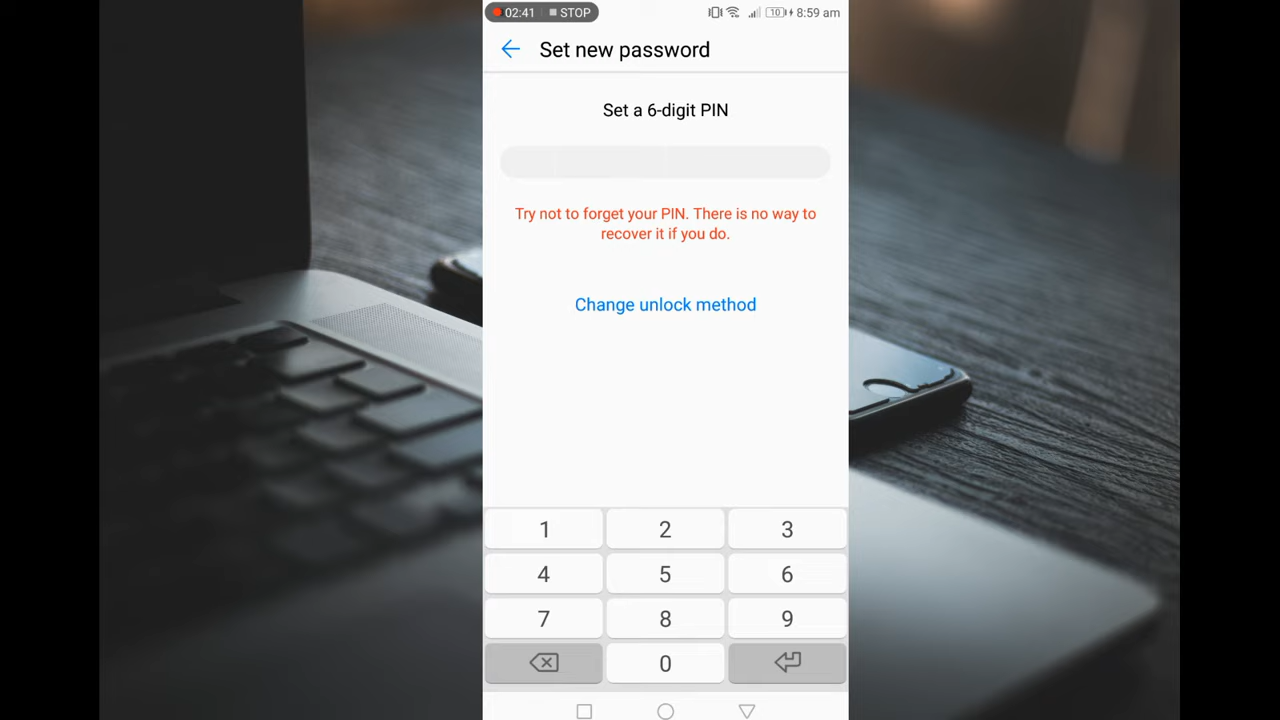 02:41 STOP 10 8:59 am
Set new password
Set a 6-digit PIN
Try not to forget your PIN. There is no way to
recover it if you do.
Change unlock method
1 2 3
4 5 6
7 8 9
0